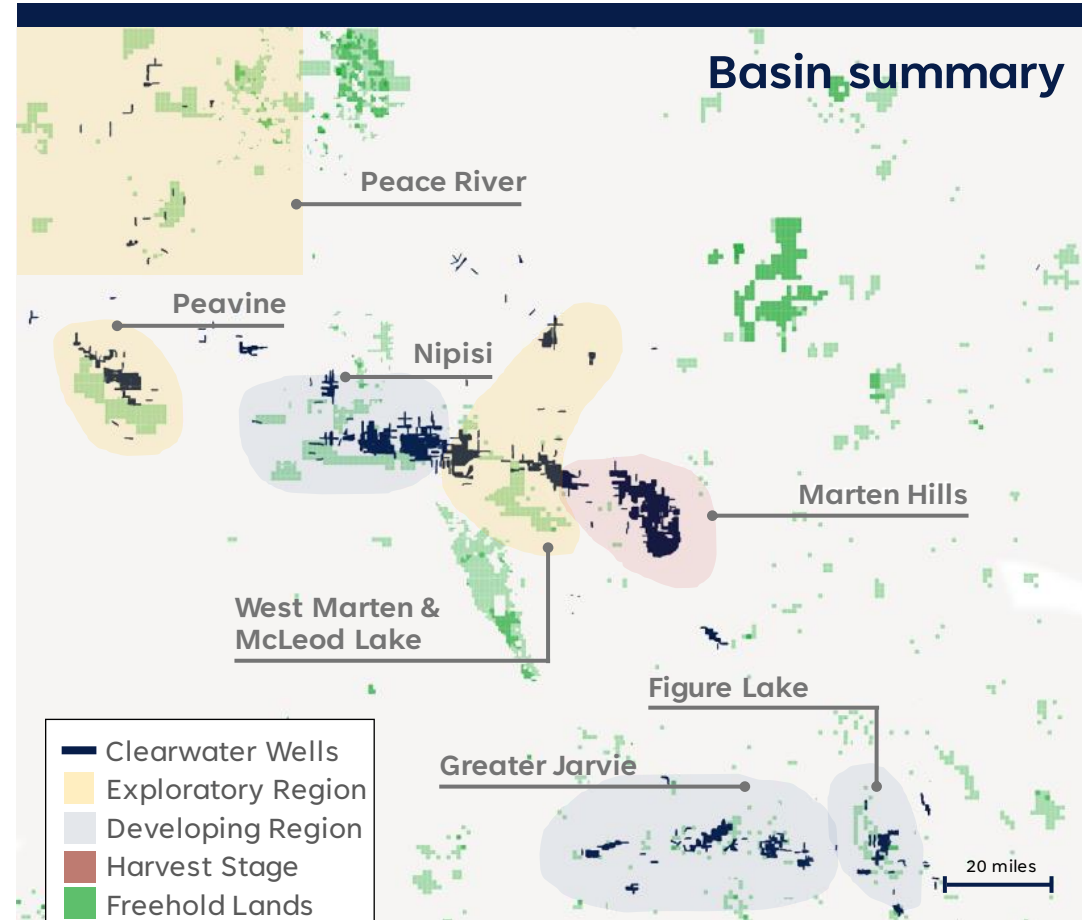 Basin summary
Peace River
Peavine
Nipisi
Marten Hills
West Marten &
McLeod Lake
Figure Lake
Greater Jarvie
Clearwater Wells
Exploratory Region
Developing Region
Harvest Stage
Freehold Lands
20 miles